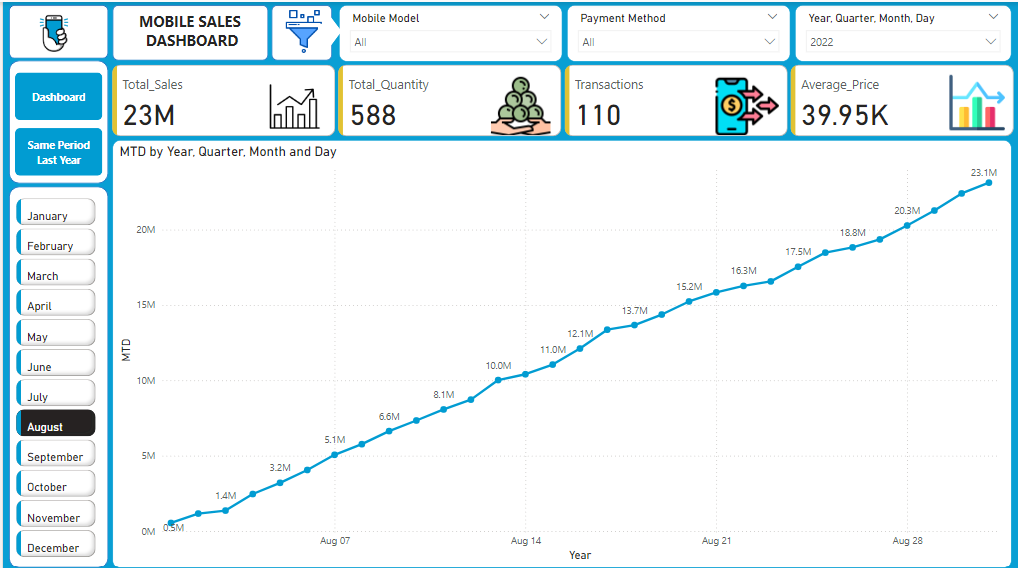 MOBILE SALES
DASHBOARD
Mobile Model
All
Payment Method
All
Year, Quarter, Month, Day
2022
Dashboard
Same Period
Last Year
Total_Sales
23M
Total_Quantity
588
Transactions
110
Average_Price
39.95K
January
February
March
April
May
June
July
August
September
October
November
December
MTD by Year, Quarter, Month and Day
MTD
20M
15M
10M
5M
0M
0.5M
1.4M
3.2M
5.1M
6.6M
8.1M
10.0M
11.0M
12.1M
13.7M
15.2M
16.3M
17.5M
18.8M
20.3M
23.1M
Aug 07
Aug 14
Aug 21
Aug 28
Year